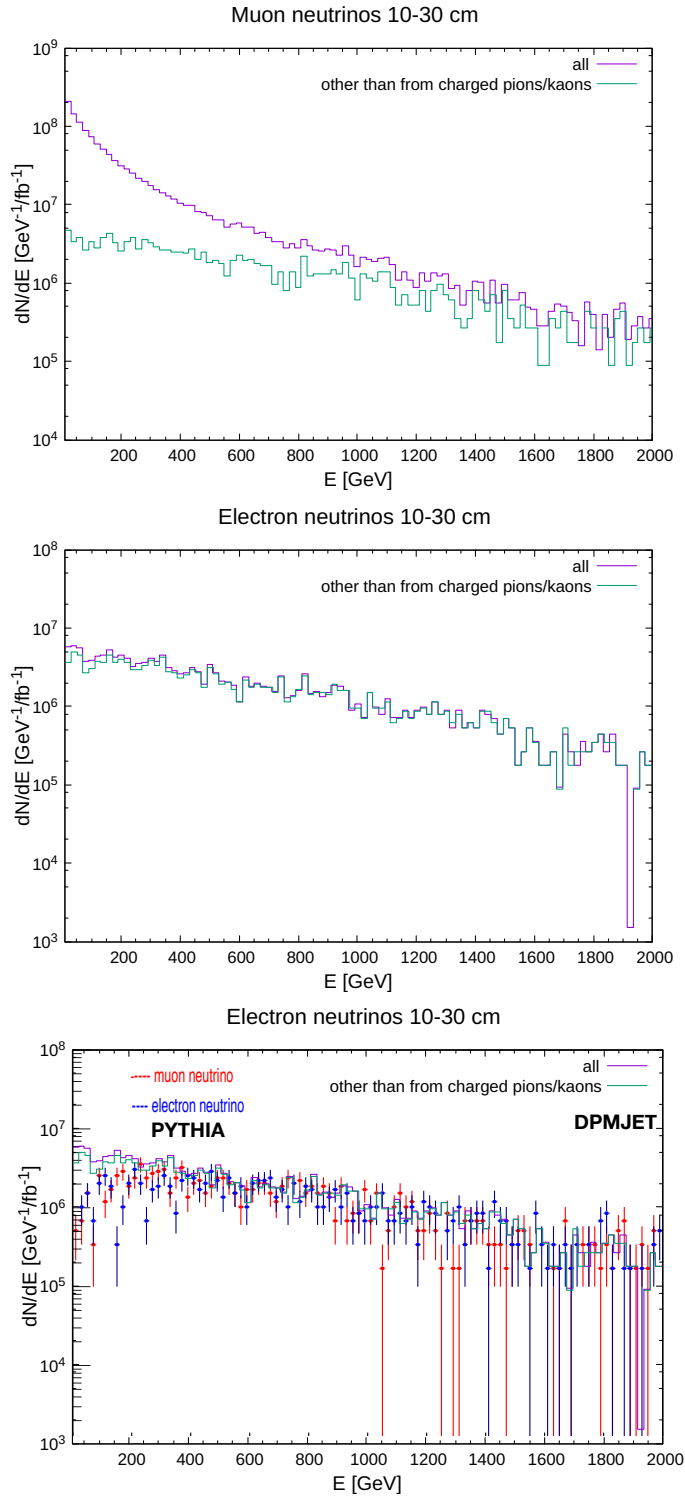 Muon neutrinos 10-30 cm
10⁹
all
other than from charged pions/kaons
10⁸
10⁷
10⁶
10⁵
10⁴
dN/dE [GeV⁻¹/fb⁻¹]
200 400 600 800 1000 1200 1400 1600 1800 2000
E [GeV]
Electron neutrinos 10-30 cm
10⁸
all
other than from charged pions/kaons
10⁷
10⁶
10⁵
10⁴
10³
dN/dE [GeV⁻¹/fb⁻¹]
200 400 600 800 1000 1200 1400 1600 1800 2000
E [GeV]
Electron neutrinos 10-30 cm
10⁸
muon neutrino all
electron neutrino other than from charged pions/kaons
PYTHIA DPMJET
10⁷
10⁶
10⁵
10⁴
10³
dN/dE [GeV⁻¹/fb⁻¹]
200 400 600 800 1000 1200 1400 1600 1800 2000
E [GeV]